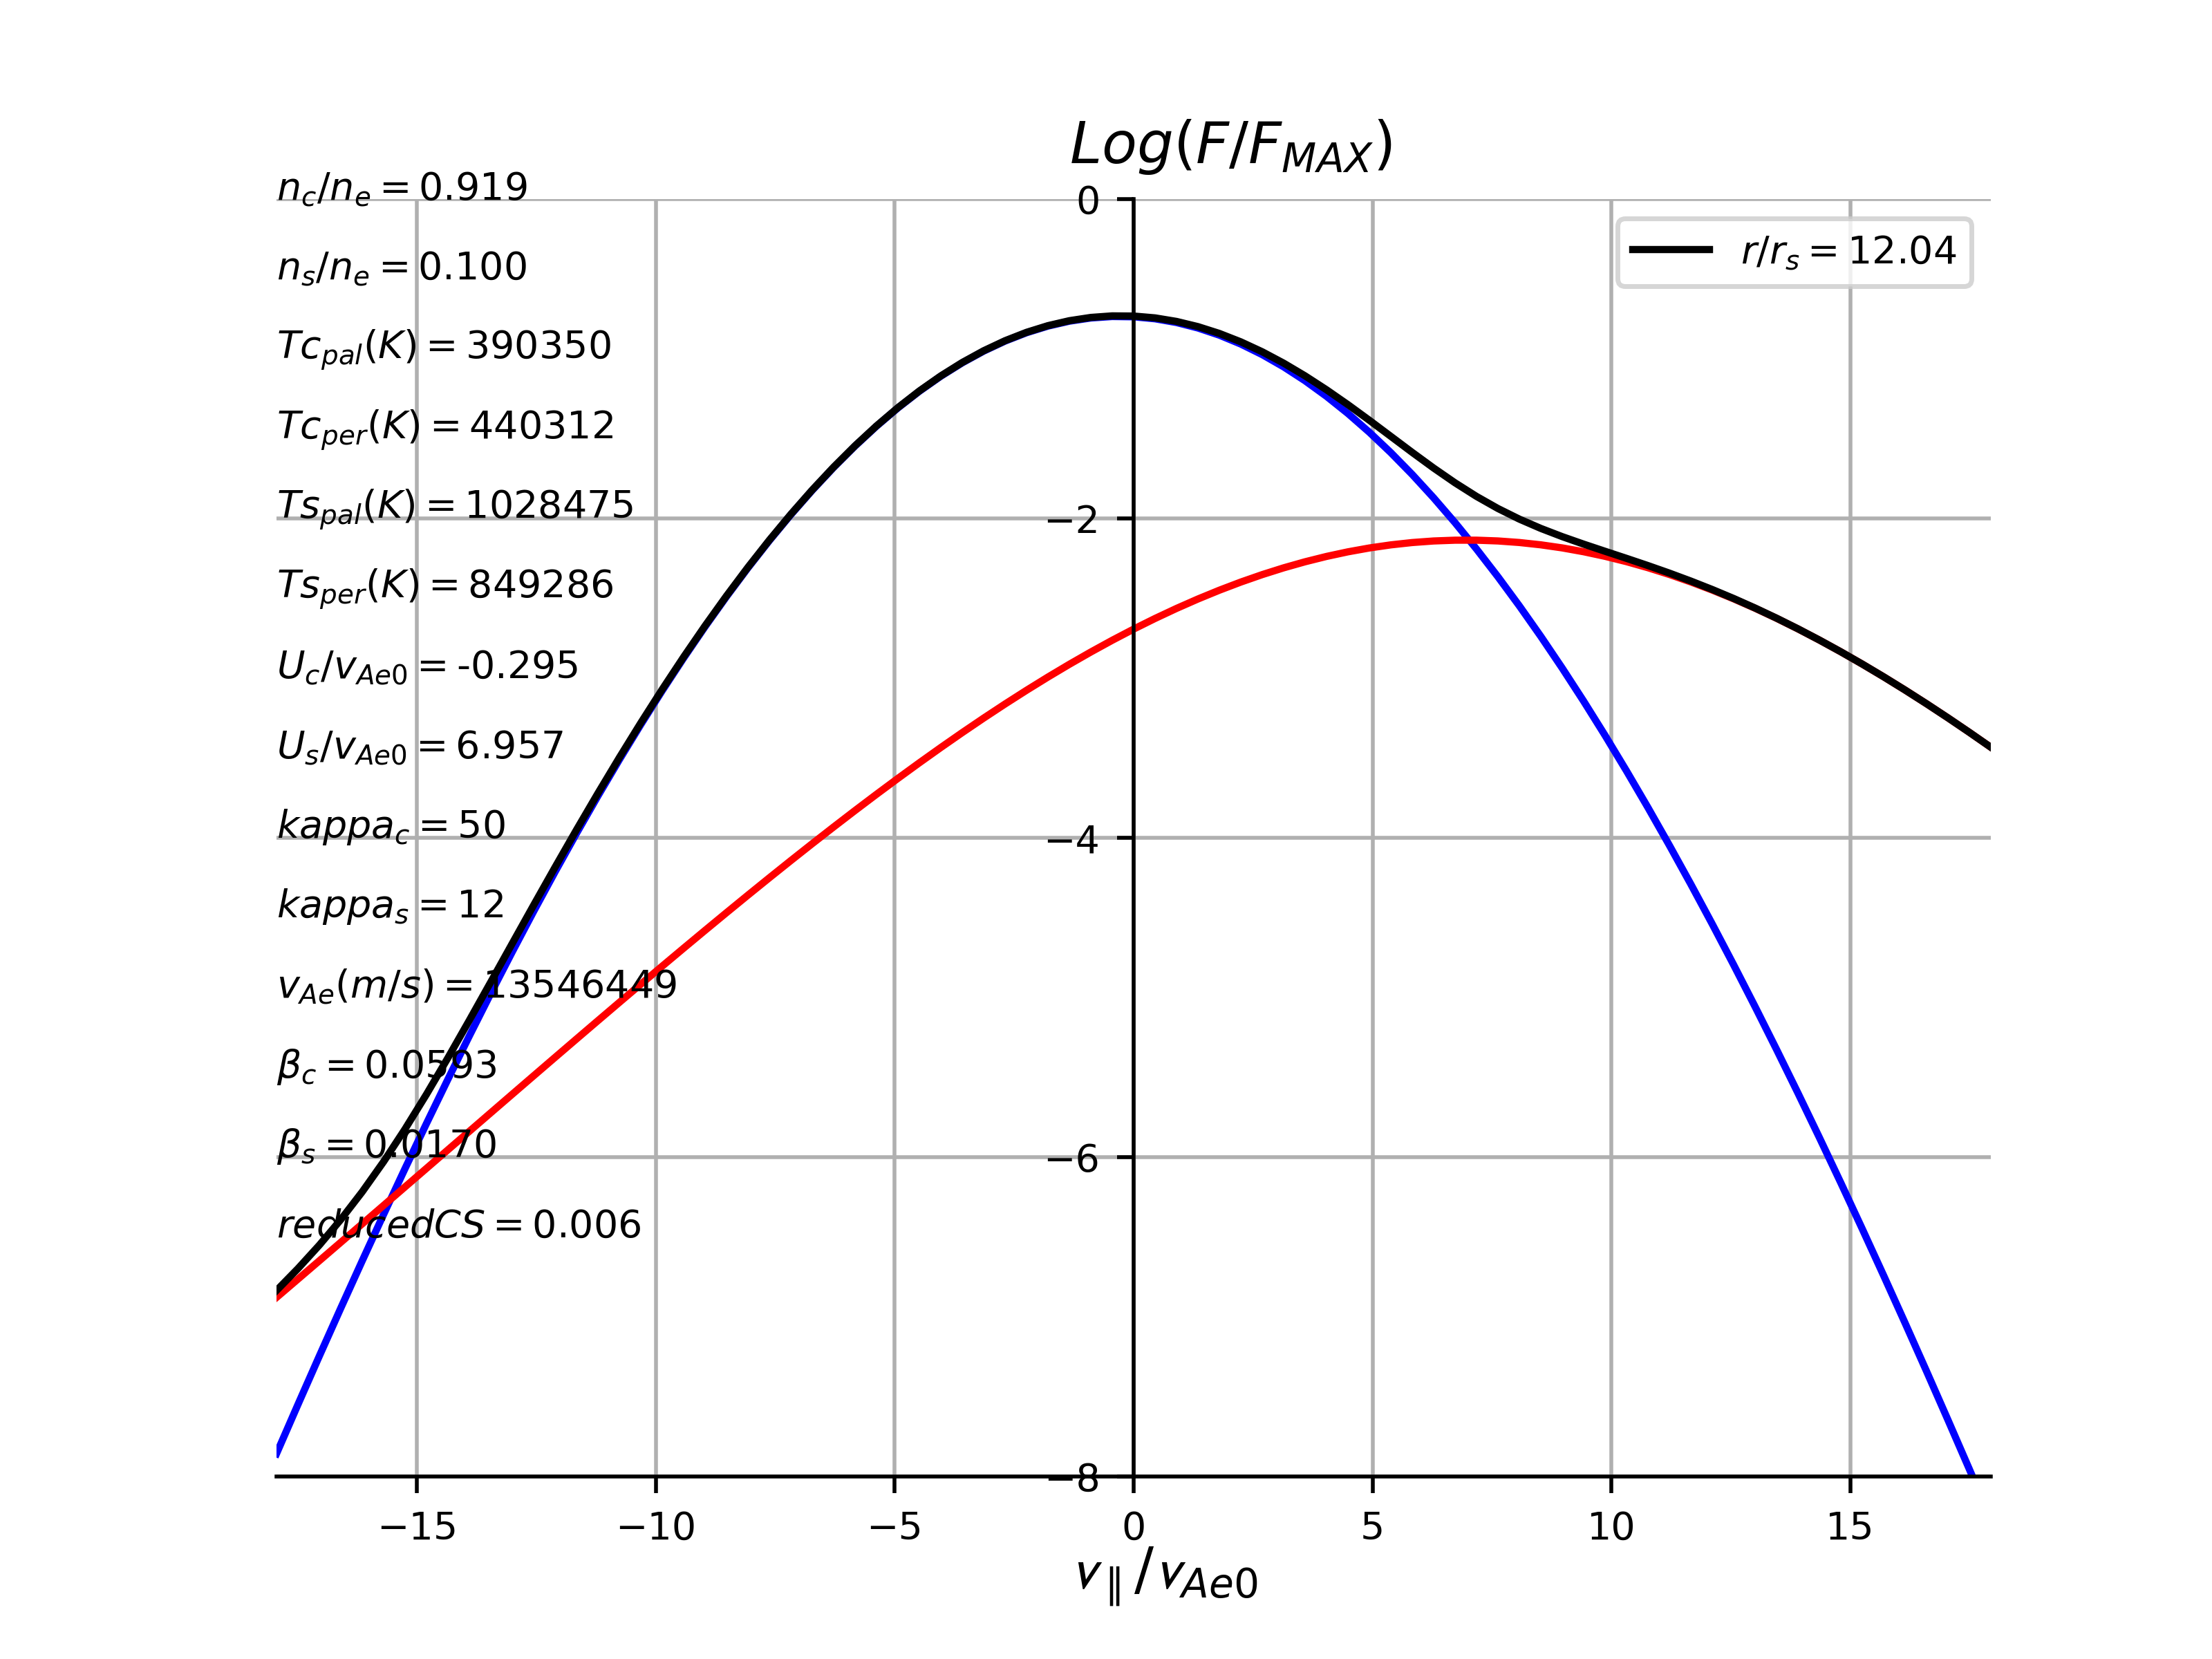 Log(F/F_MAX)
n_c/n_e = 0.919
n_s/n_e = 0.100
Tc_pal(K) = 390350
Tc_per(K) = 440312
Ts_pal(K) = 1028475
Ts_per(K) = 849286
U_c/v_Ae0 = -0.295
U_s/v_Ae0 = 6.957
kappa_c = 50
kappa_s = 12
v_Ae(m/s) = 13546449
β_c = 0.0593
β_s = 0.0170
reducedCS = 0.006
r/r_s = 12.04
0
−2
−4
−6
−8
−15 −10 −5 0 5 10 15
v_∥/v_Ae0